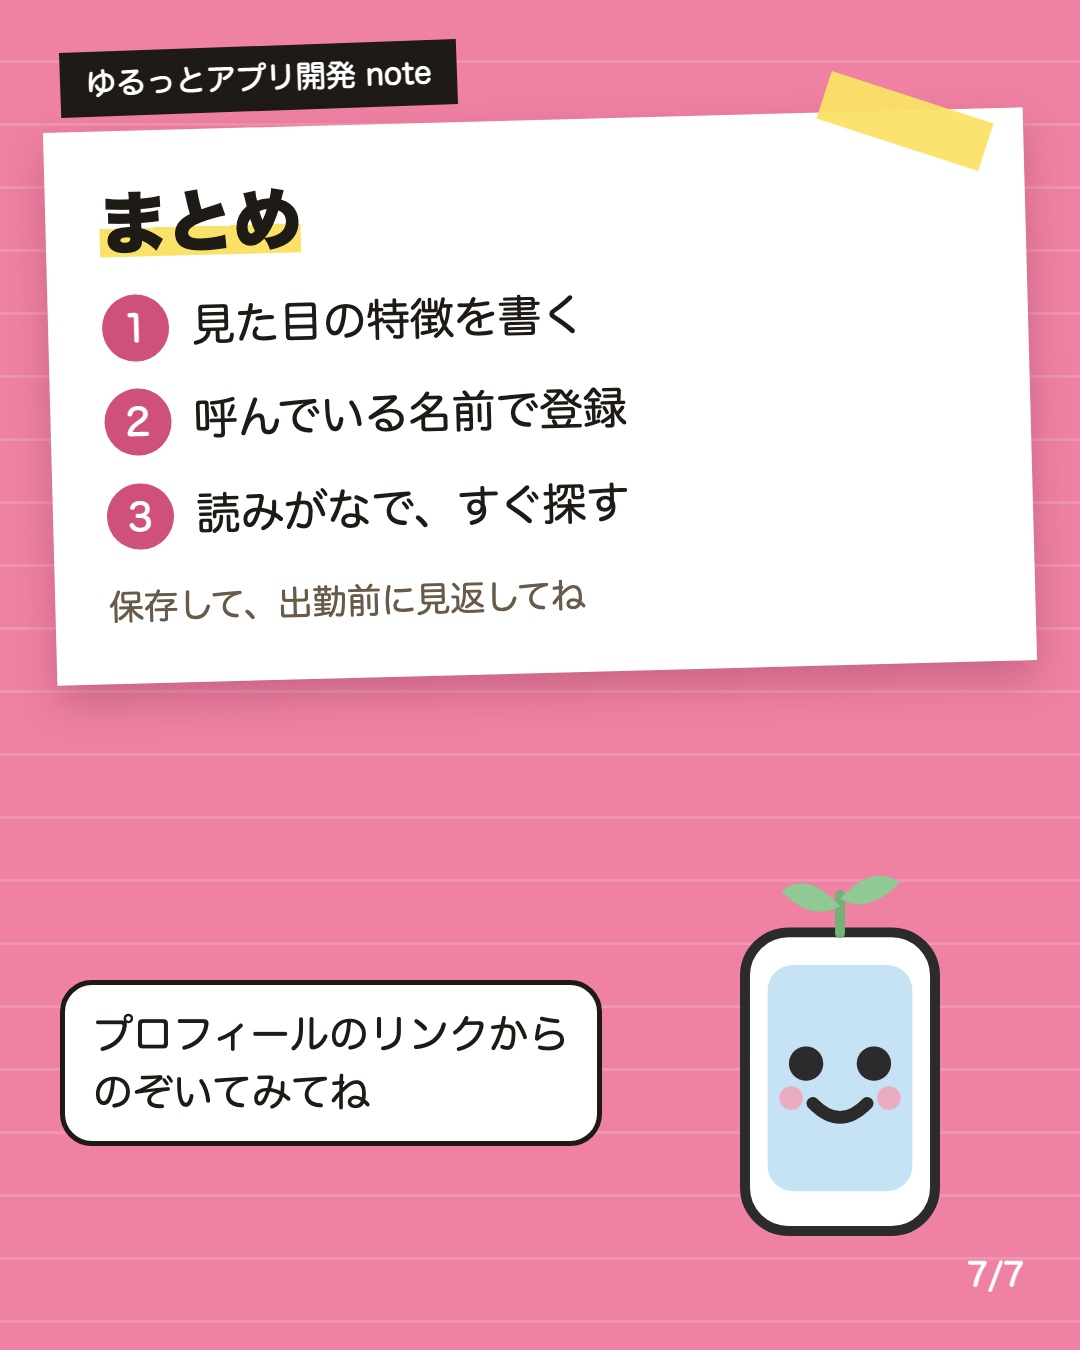 ゆるっとアプリ開発 note
まとめ
1 見た目の特徴を書く
2 呼んでいる名前で登録
3 読みがなで、すぐ探す
保存して、出勤前に見返してね
プロフィールのリンクから
のぞいてみてね
7/7